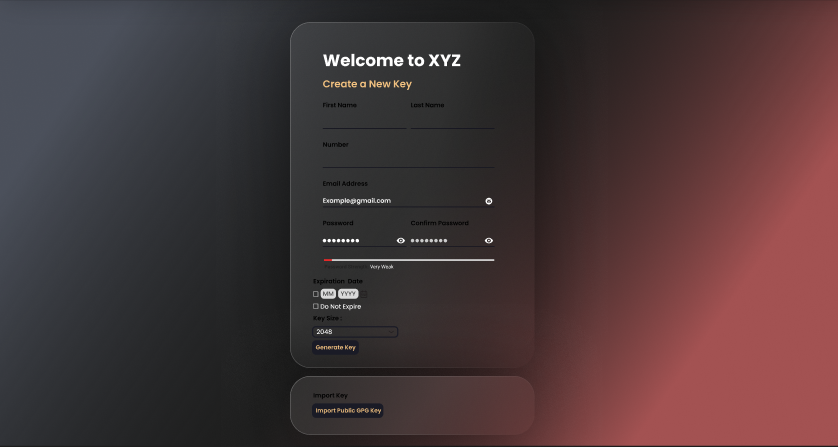 Welcome to XYZ
Create a New Key
First Name Last Name
Number
Email Address
Example@gmail.com
Password Confirm Password
Very Weak
Expiration Date
MM YYYY
Do Not Expire
Key Size :
2048
Generate Key
Import Key
Import Public GPG Key